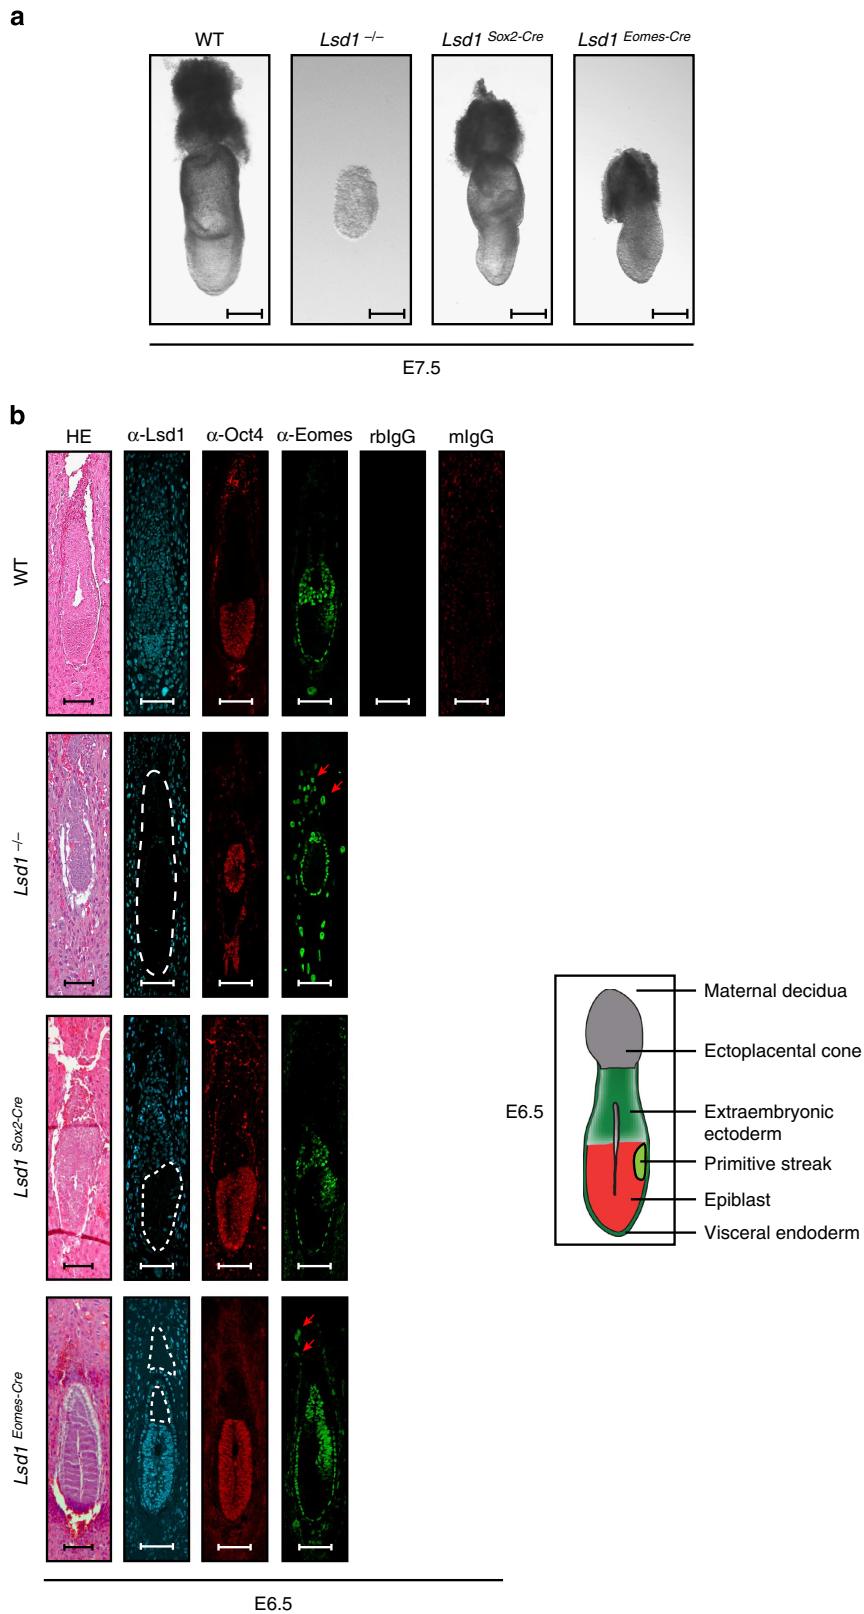 a
WT
Lsd1 –/–
Lsd1 Sox2-Cre
Lsd1 Eomes-Cre
E7.5
b
HE
α-Lsd1
α-Oct4
α-Eomes
rbIgG
mIgG
WT
Lsd1 –/–
Lsd1 Sox2-Cre
Lsd1 Eomes-Cre
E6.5
E6.5
Maternal decidua
Ectoplacental cone
Extraembryonic
ectoderm
Primitive streak
Epiblast
Visceral endoderm